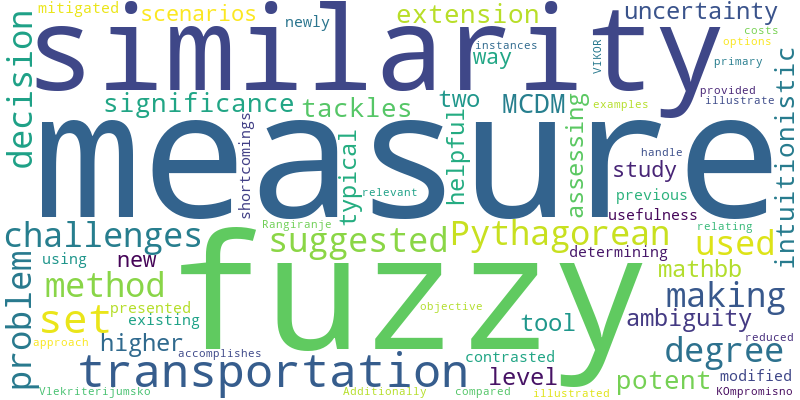 mitigated
scenarios
newly
extension
uncertainty
costs
similarity
instances
way
VIKOR
options
primary
decision
significance
tackles
two
MCDM
examples
provided
illustrate
measure
shortcomings
typical
helpful
relevant
assessing
handle
study
previous
usefulness
intuitionistic
challenges
Rangiranje
suggested
Pythagorean
relating
used
using
new
fuzzy
determining
mathbb
problem
method
presented
set
existing
objective
tool
making
ambiguity
approach
higher
accomplishes
contrasted
degree
reduced
transportation
level
potent
modified
Vlekriterijumsko
Additionally
compared
illustrated
KOmpromisno